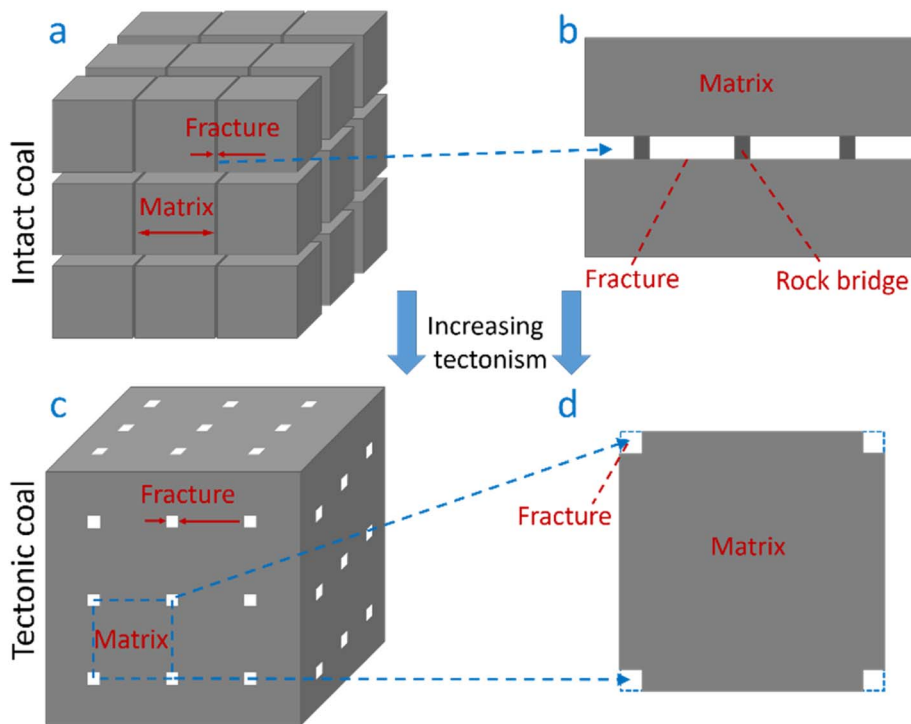 a
b
Intact coal
Fracture
Matrix
Matrix
Fracture
Rock bridge
Increasing
tectonism
c
d
Tectonic coal
Fracture
Matrix
Fracture
Matrix